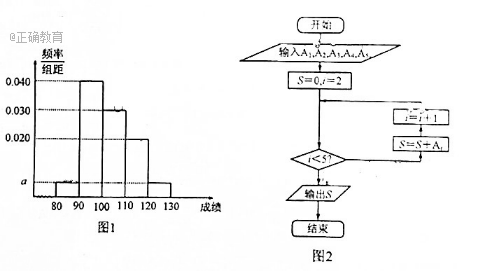 @正确教育
频率
组距
0.040
0.030
0.020
a
80 90 100 110 120 130 成绩
图1
开始
输入A₁,A₂,A₃,A₄,A₅
S=0,i=2
i=i+1
S=S+Aᵢ
i<5?
输出S
结束
图2